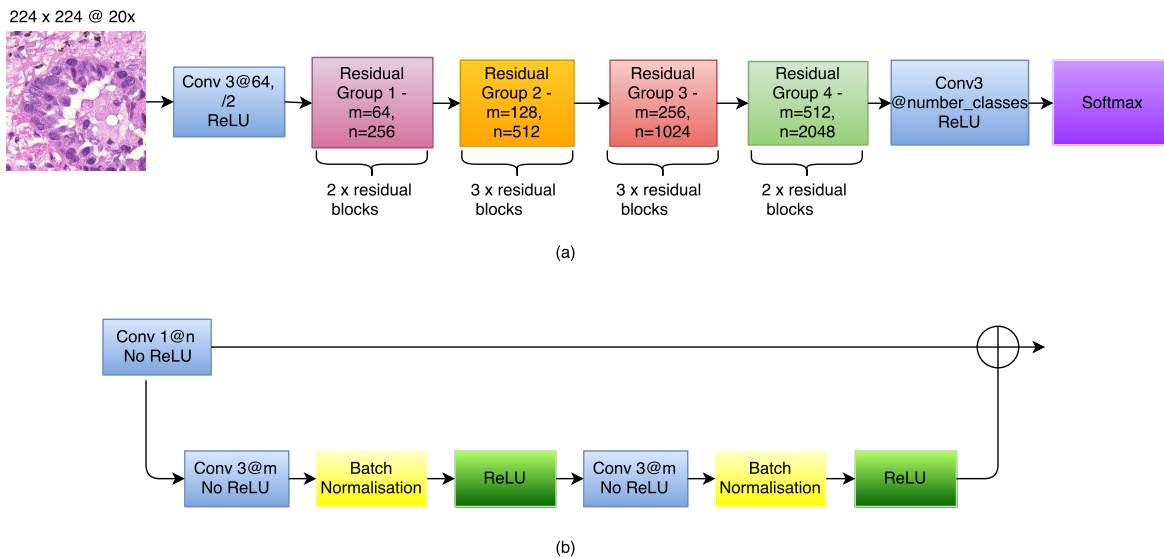 224 x 224 @ 20x
Conv 3@64,
/2
ReLU
Residual
Group 1 -
m=64,
n=256
Residual
Group 2 -
m=128,
n=512
Residual
Group 3 -
m=256,
n=1024
Residual
Group 4 -
m=512,
n=2048
Conv3
@number_classes
ReLU
Softmax
2 x residual
blocks
3 x residual
blocks
3 x residual
blocks
2 x residual
blocks
(a)
Conv 1@n
No ReLU
Conv 3@m
No ReLU
Batch
Normalisation
ReLU
Conv 3@m
No ReLU
Batch
Normalisation
ReLU
(b)